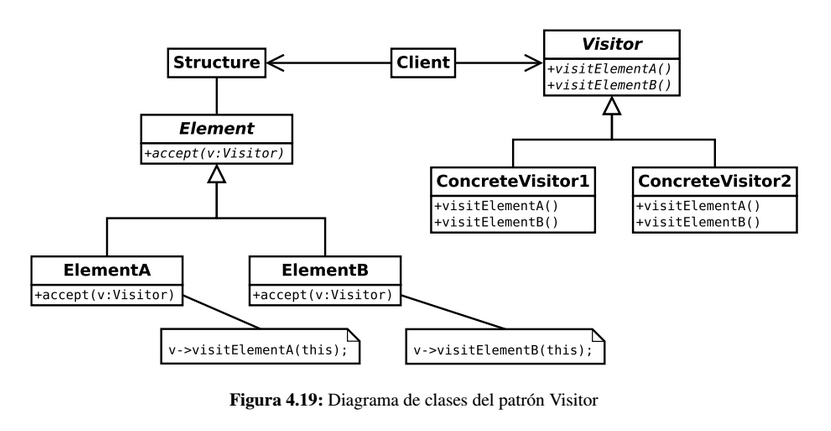 Visitor
+visitElementA()
+visitElementB()
Structure
Client
Element
+accept(v:Visitor)
ConcreteVisitor1
+visitElementA()
+visitElementB()
ConcreteVisitor2
+visitElementA()
+visitElementB()
ElementA
+accept(v:Visitor)
ElementB
+accept(v:Visitor)
v->visitElementA(this);
v->visitElementB(this);
Figura 4.19: Diagrama de clases del patrón Visitor